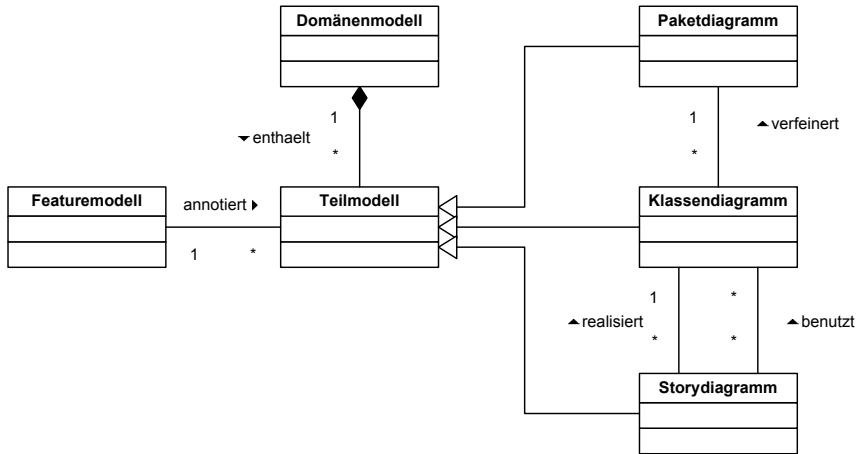 Domänenmodell
Paketdiagramm
1
enthaelt
*
1
verfeinert
*
Featuremodell
annotiert
1
*
Teilmodell
Klassendiagramm
1
realisiert
*
*
benutzt
*
Storydiagramm